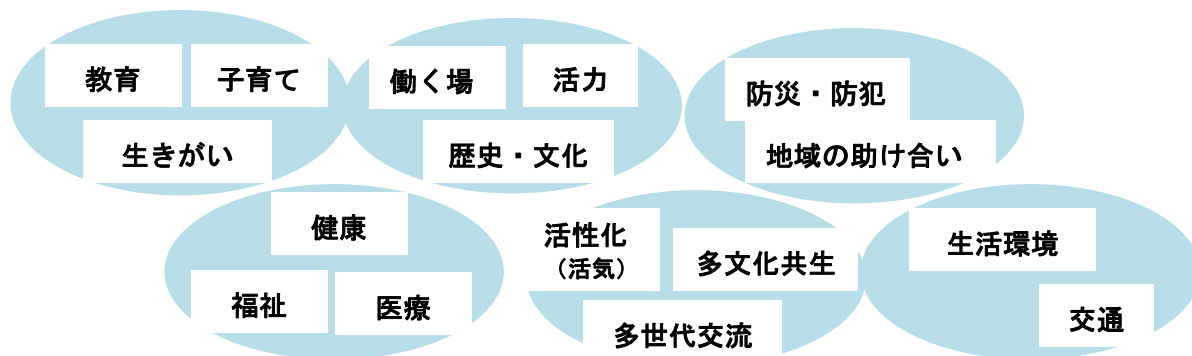 教育
子育て
生きがい
働く場
活力
歴史・文化
防災・防犯
地域の助け合い
健康
福祉
医療
活性化
（活気）
多文化共生
多世代交流
生活環境
交通